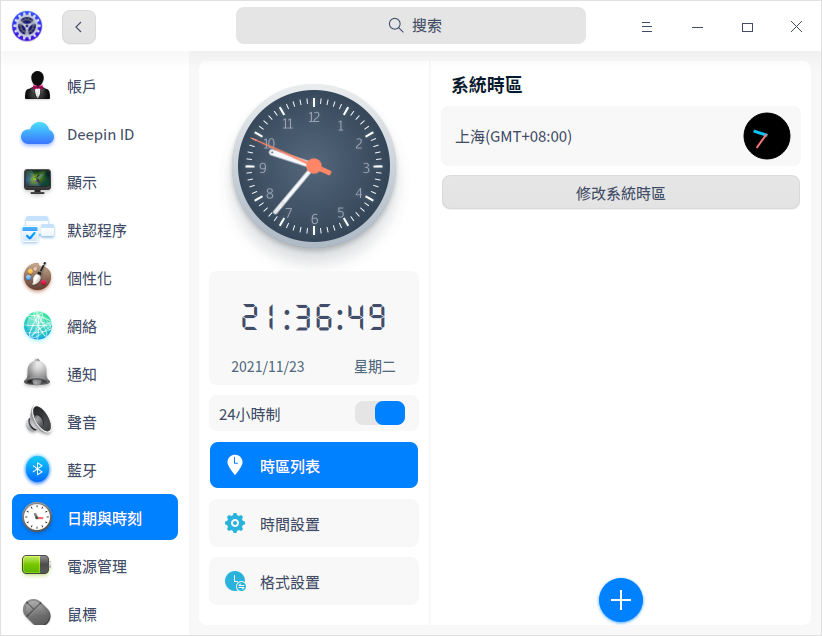 搜索
帳戶
Deepin ID
顯示
默認程序
個性化
網絡
通知
聲音
藍牙
日期與時刻
電源管理
鼠標
12
1
2
3
4
5
6
7
8
9
10
11
21:36:49
2021/11/23 星期二
24小時制
時區列表
時間設置
格式設置
系統時區
上海(GMT+08:00)
修改系統時區